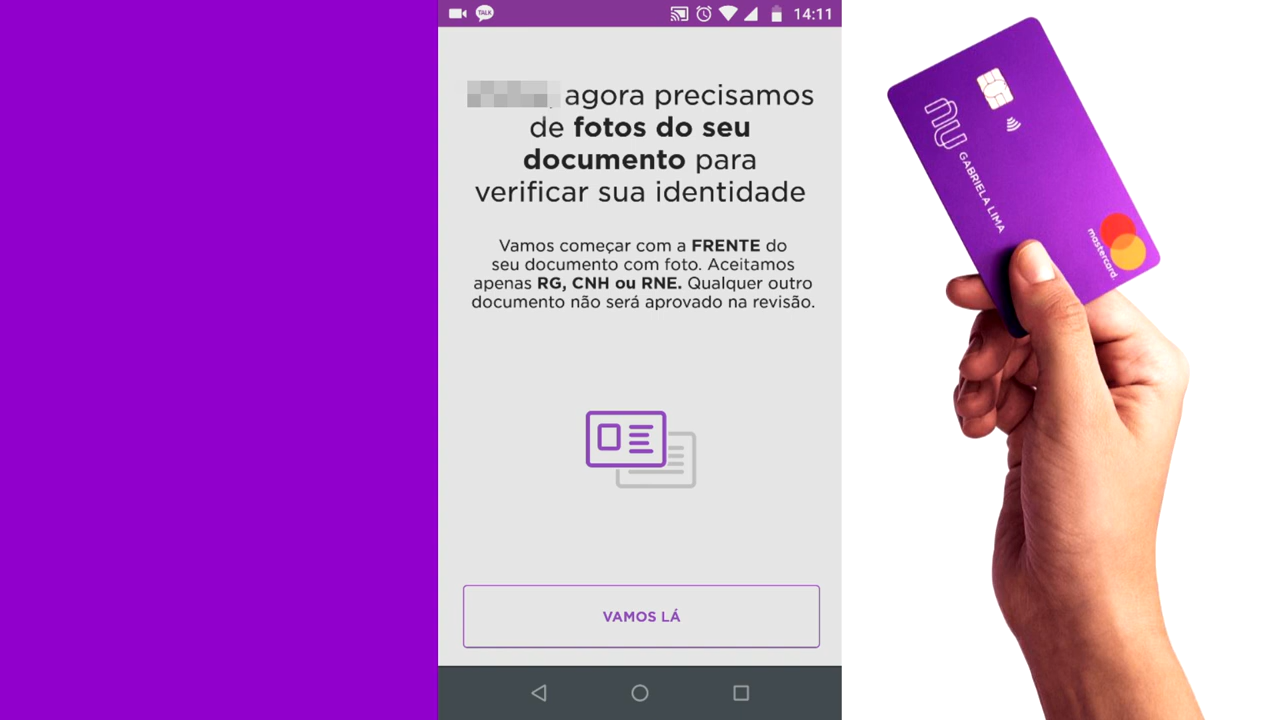 TALK
14:11
agora precisamos
de fotos do seu
documento para
verificar sua identidade
Vamos começar com a FRENTE do
seu documento com foto. Aceitamos
apenas RG, CNH ou RNE. Qualquer outro
documento não será aprovado na revisão.
VAMOS LÁ
nu
GABRIELA LIMA
mastercard